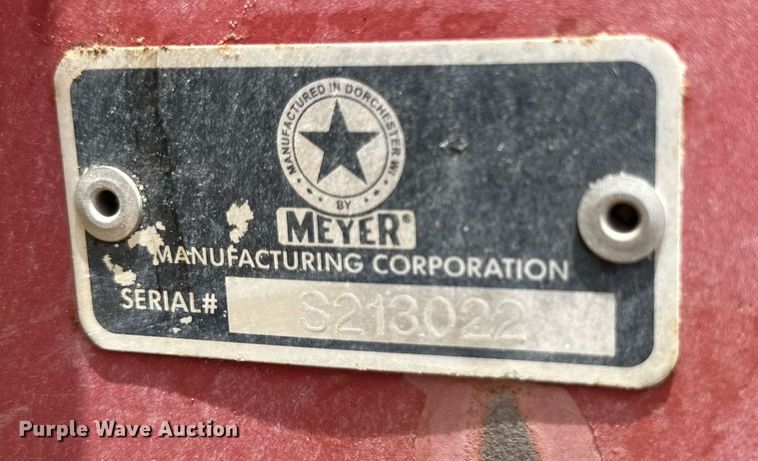 MANUFACTURED IN DORCHESTER WI
BY
MEYER®
MANUFACTURING CORPORATION
SERIAL# S213022
Purple Wave Auction